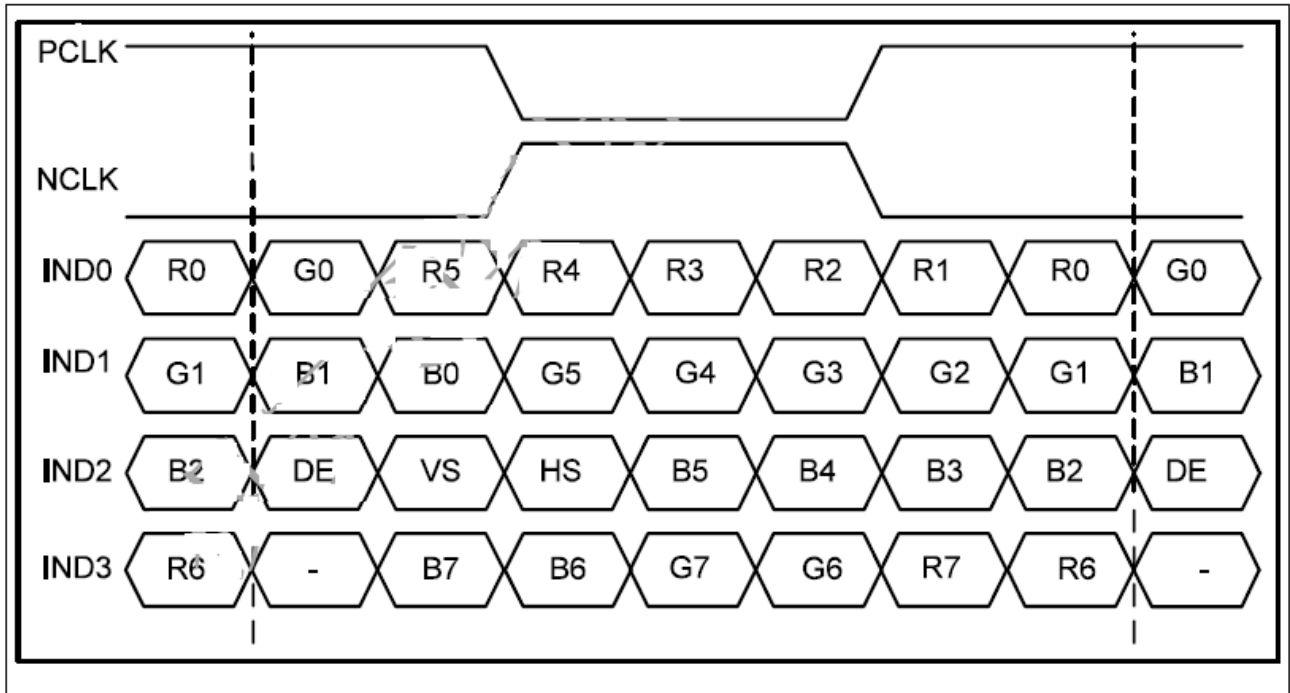 PCLK
NCLK
IND0 R0 G0 R5 R4 R3 R2 R1 R0 G0
IND1 G1 B1 B0 G5 G4 G3 G2 G1 B1
IND2 B2 DE VS HS B5 B4 B3 B2 DE
IND3 R6 - B7 B6 G7 G6 R7 R6 -